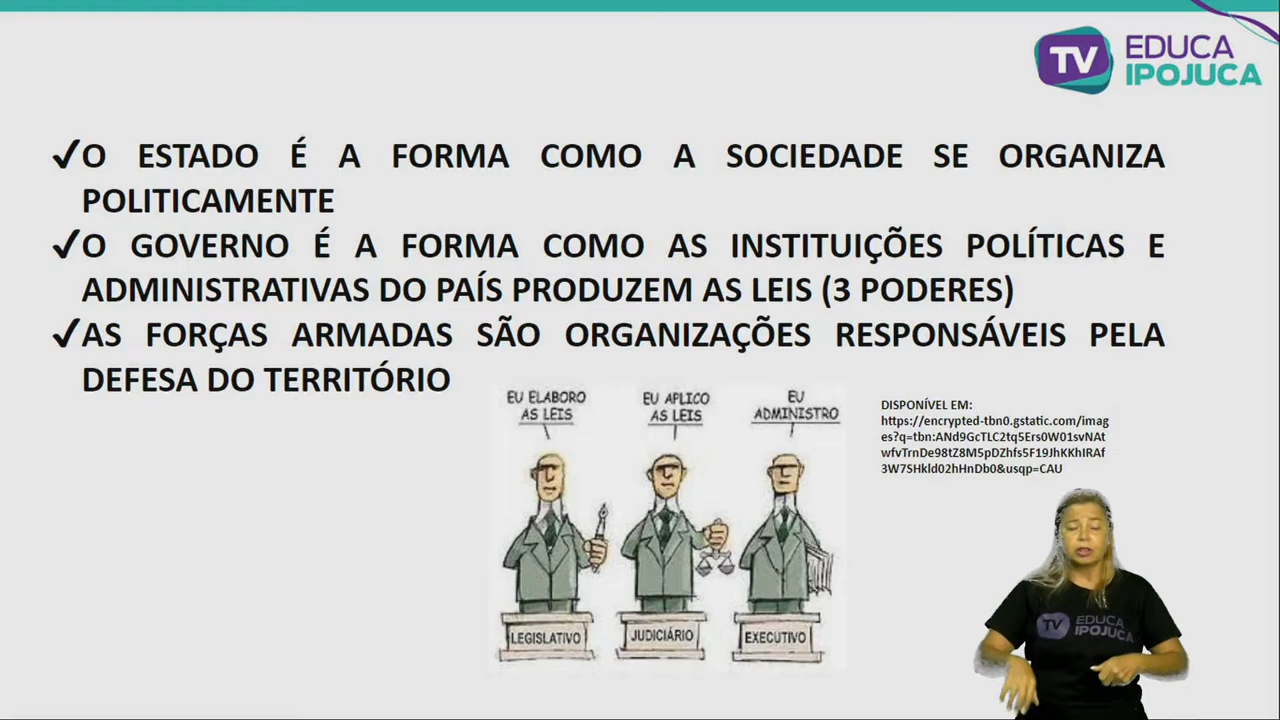 TV EDUCA
IPOJUCA
✓O ESTADO É A FORMA COMO A SOCIEDADE SE ORGANIZA
POLITICAMENTE
✓O GOVERNO É A FORMA COMO AS INSTITUIÇÕES POLÍTICAS E
ADMINISTRATIVAS DO PAÍS PRODUZEM AS LEIS (3 PODERES)
✓AS FORÇAS ARMADAS SÃO ORGANIZAÇÕES RESPONSÁVEIS PELA
DEFESA DO TERRITÓRIO
EU ELABORO
AS LEIS
EU APLICO
AS LEIS
EU
ADMINISTRO
LEGISLATIVO
JUDICIÁRIO
EXECUTIVO
DISPONÍVEL EM:
https://encrypted-tbn0.gstatic.com/imag
es?q=tbn:ANd9GcTLC2tq5Ers0W01svNAt
wfvTrnDe98tZ8M5pDZhfs5F19JhKKhIRAf
3W7SHkld02hHnDb0&usqp=CAU
TV EDUCA
IPOJUCA